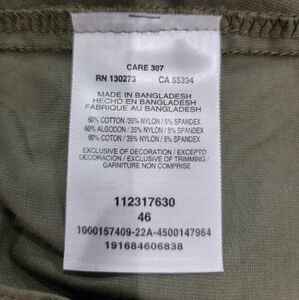 CARE 307
RN 130273 CA 55394
MADE IN BANGLADESH
HECHO EN BANGLADESH
FABRIQUE AU BANGLADESH
60% COTTON / 35% NYLON / 5% SPANDEX
60% ALGODON / 35% NYLON / 5% SPANDEX
60% COTON / 35% NYLON / 5% SPANDEX
EXCLUSIVE OF DECORATION / EXCEPTO
DECORACIÓN / EXCLUSIVE OF TRIMMING /
GARNITURE NON COMPRISE
112317630
46
1000157409-22A-4500147964
191684606838